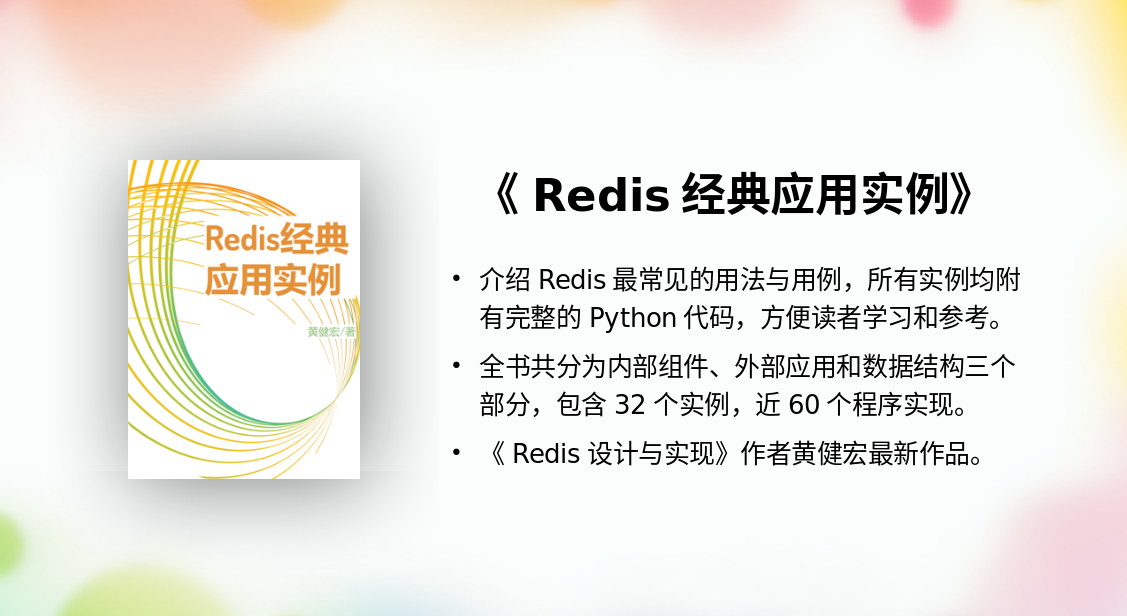 Redis经典
应用实例
黄健宏/著
《 Redis 经典应用实例》
• 介绍 Redis 最常见的用法与用例，所有实例均附
有完整的 Python 代码，方便读者学习和参考。
• 全书共分为内部组件、外部应用和数据结构三个
部分，包含 32 个实例，近 60 个程序实现。
• 《 Redis 设计与实现》作者黄健宏最新作品。